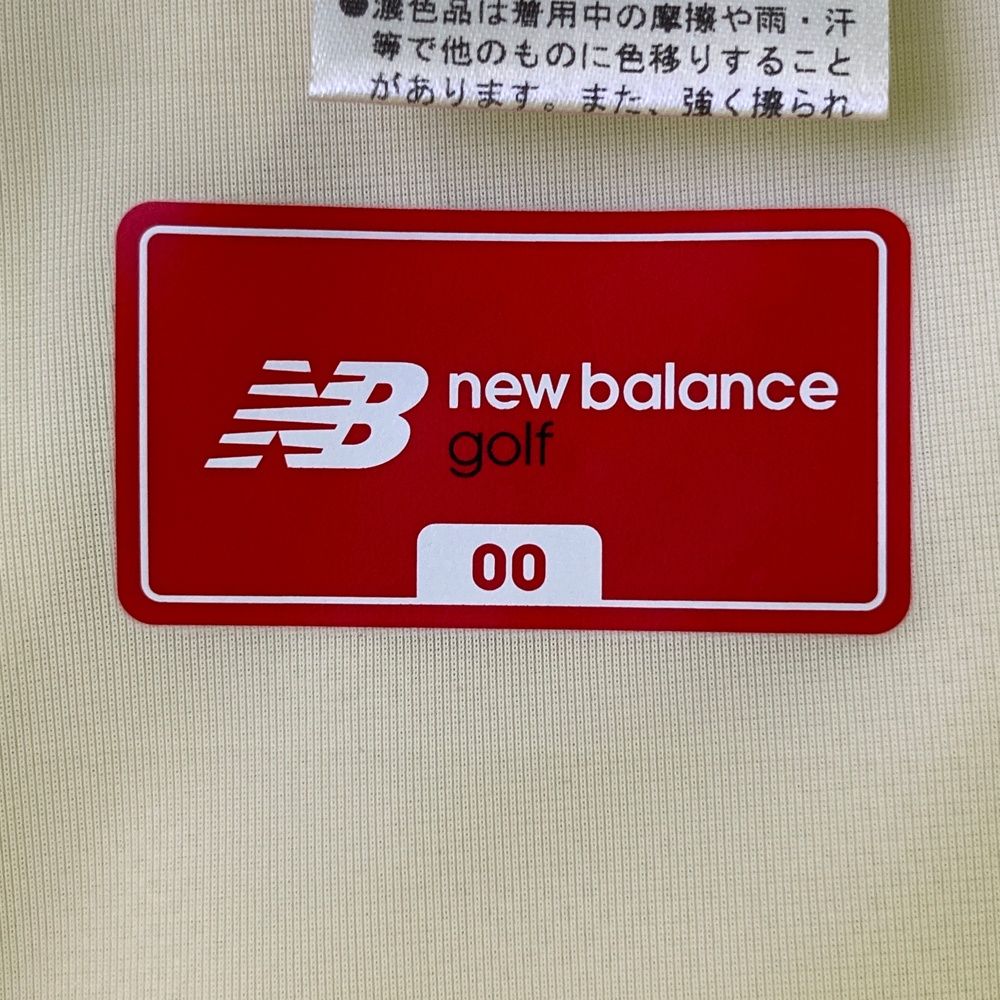 ●濃色品は着用中の摩擦や雨・汗
等で他のものに色移りすること
があります。また、強く擦られ
NB new balance
golf
00